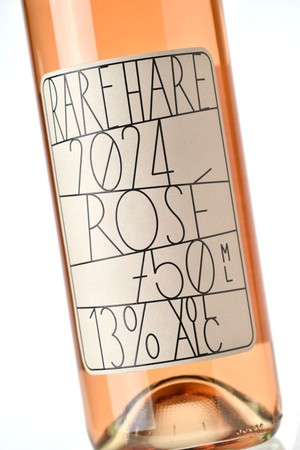 RARE HARE
2024
ROSÉ
750 ML
13% ALC VOL